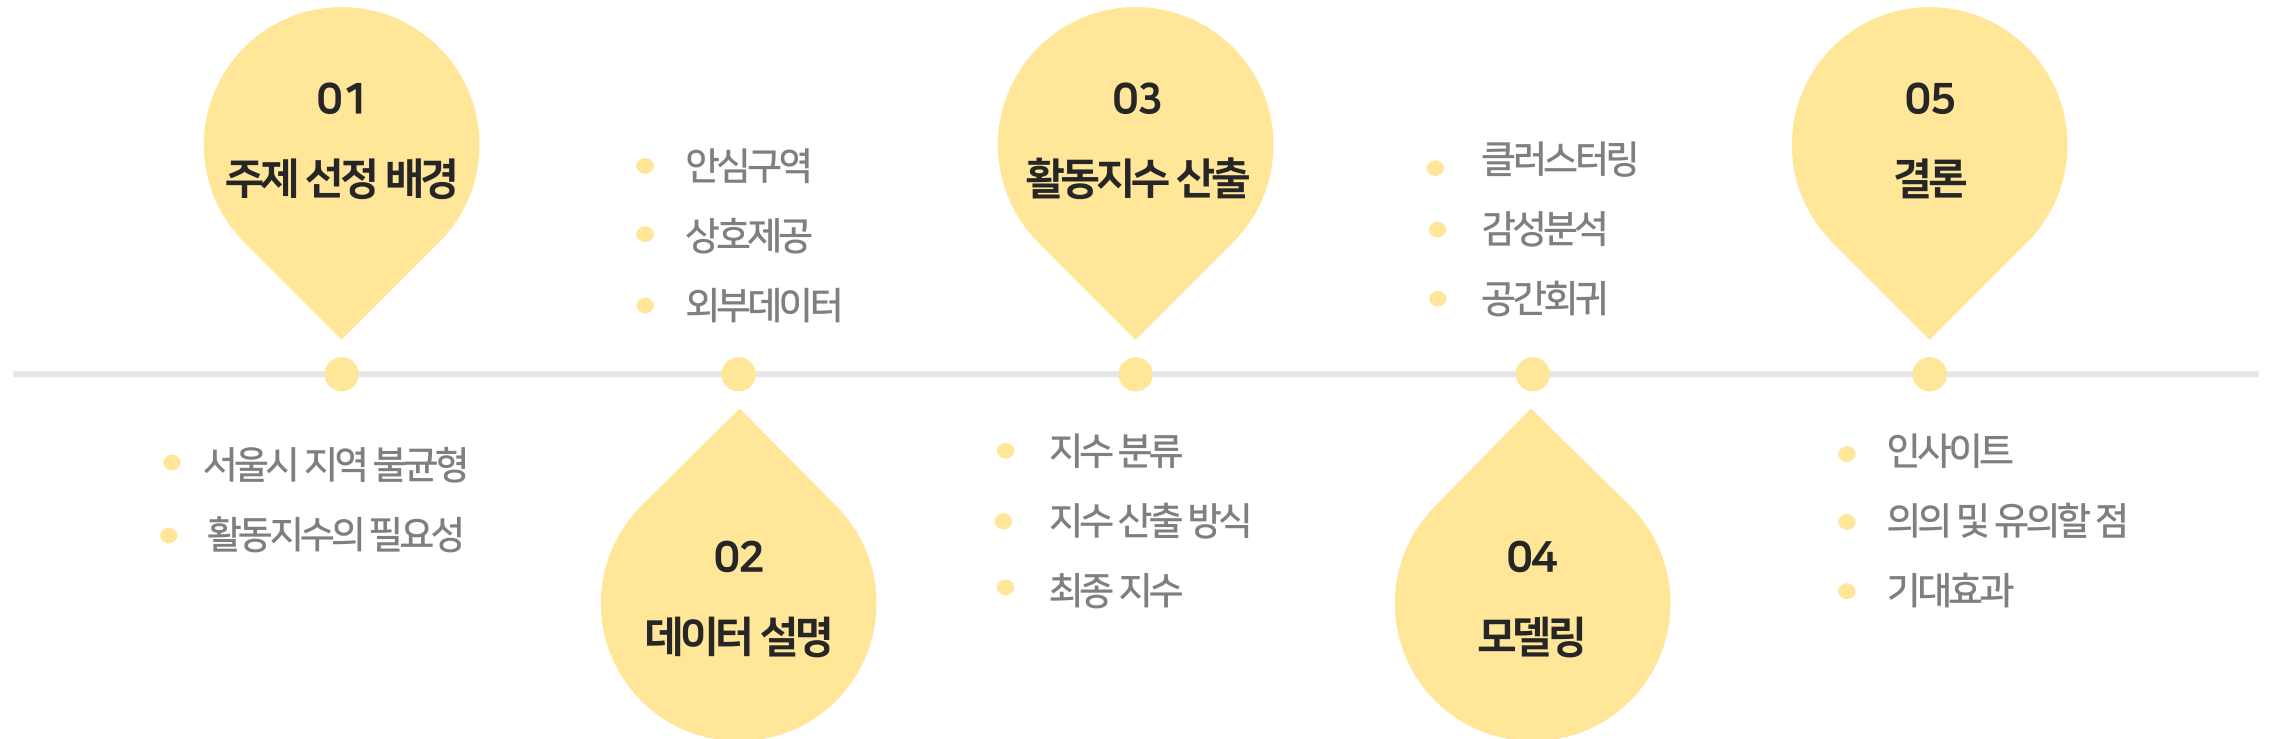 01
주제 선정 배경
서울시 지역 불균형
활동지수의 필요성
안심구역
상호제공
외부데이터
02
데이터 설명
03
활동지수 산출
지수 분류
지수 산출 방식
최종 지수
클러스터링
감성분석
공간회귀
04
모델링
05
결론
인사이트
의의 및 유의할 점
기대효과